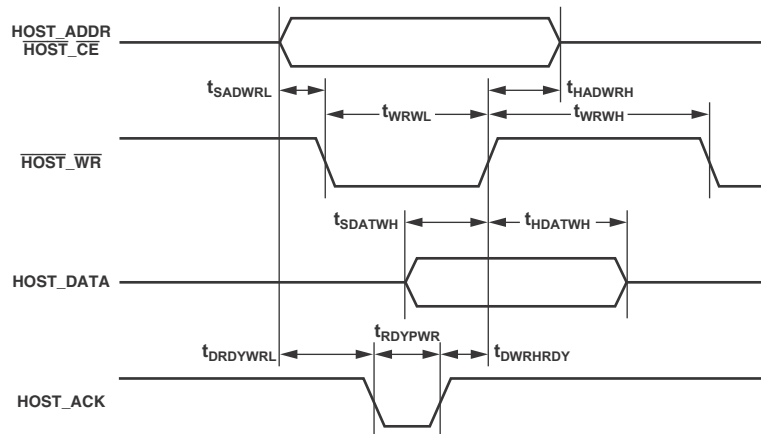 HOST_ADDR
HOST_CE
tSADWRL
tHADWRH
tWRWL
tWRWH
HOST_WR
tSDATWH
tHDATWH
HOST_DATA
tRDYPWR
tDRDYWRL
tDWRHRDY
HOST_ACK